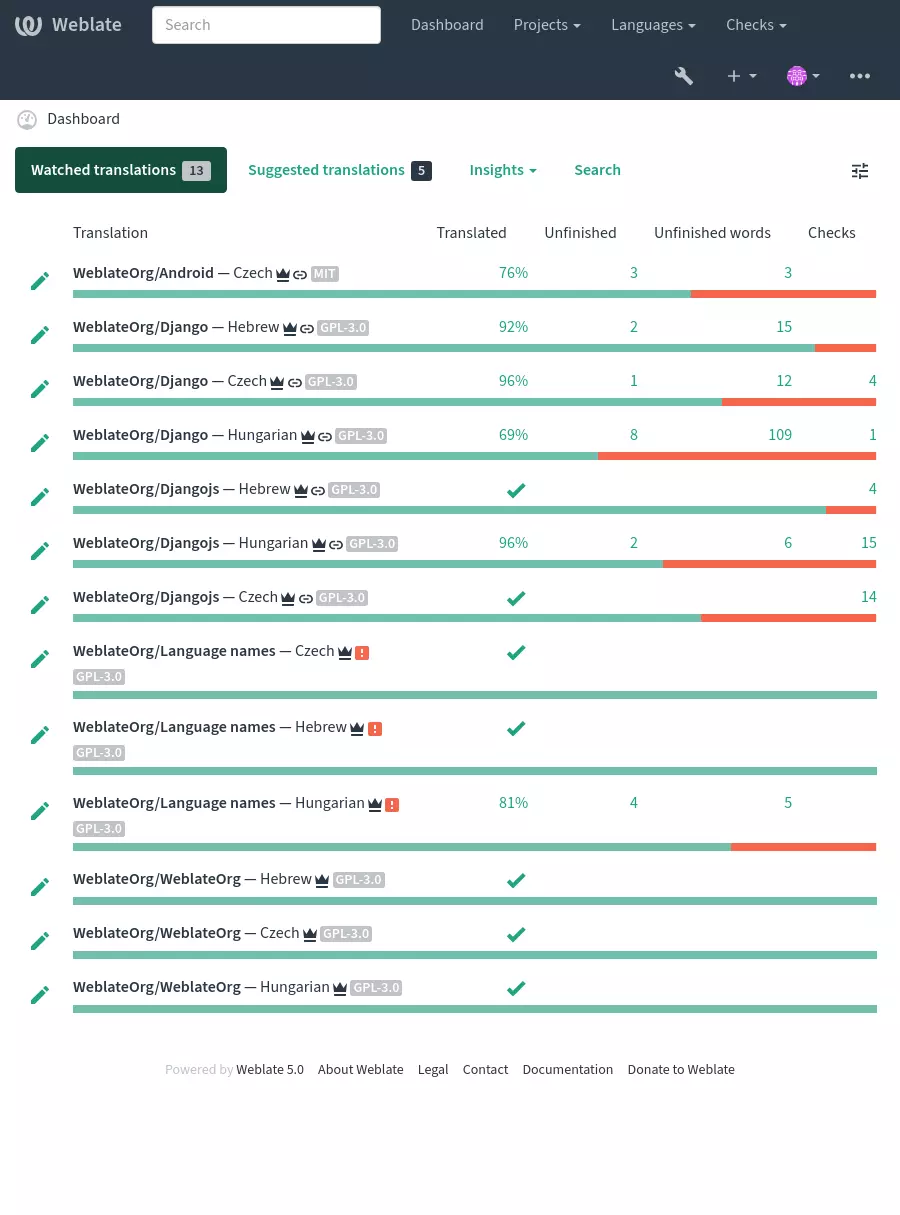 Weblate Search Dashboard Projects Languages Checks
Dashboard
Watched translations 13 Suggested translations 5 Insights Search
Translation Translated Unfinished Unfinished words Checks
WeblateOrg/Android — Czech MIT 76% 3 3
WeblateOrg/Django — Hebrew GPL-3.0 92% 2 15
WeblateOrg/Django — Czech GPL-3.0 96% 1 12 4
WeblateOrg/Django — Hungarian GPL-3.0 69% 8 109 1
WeblateOrg/Djangojs — Hebrew GPL-3.0 4
WeblateOrg/Djangojs — Hungarian GPL-3.0 96% 2 6 15
WeblateOrg/Djangojs — Czech GPL-3.0 14
WeblateOrg/Language names — Czech
GPL-3.0
WeblateOrg/Language names — Hebrew
GPL-3.0
WeblateOrg/Language names — Hungarian 81% 4 5
GPL-3.0
WeblateOrg/WeblateOrg — Hebrew GPL-3.0
WeblateOrg/WeblateOrg — Czech GPL-3.0
WeblateOrg/WeblateOrg — Hungarian GPL-3.0
Powered by Weblate 5.0 About Weblate Legal Contact Documentation Donate to Weblate